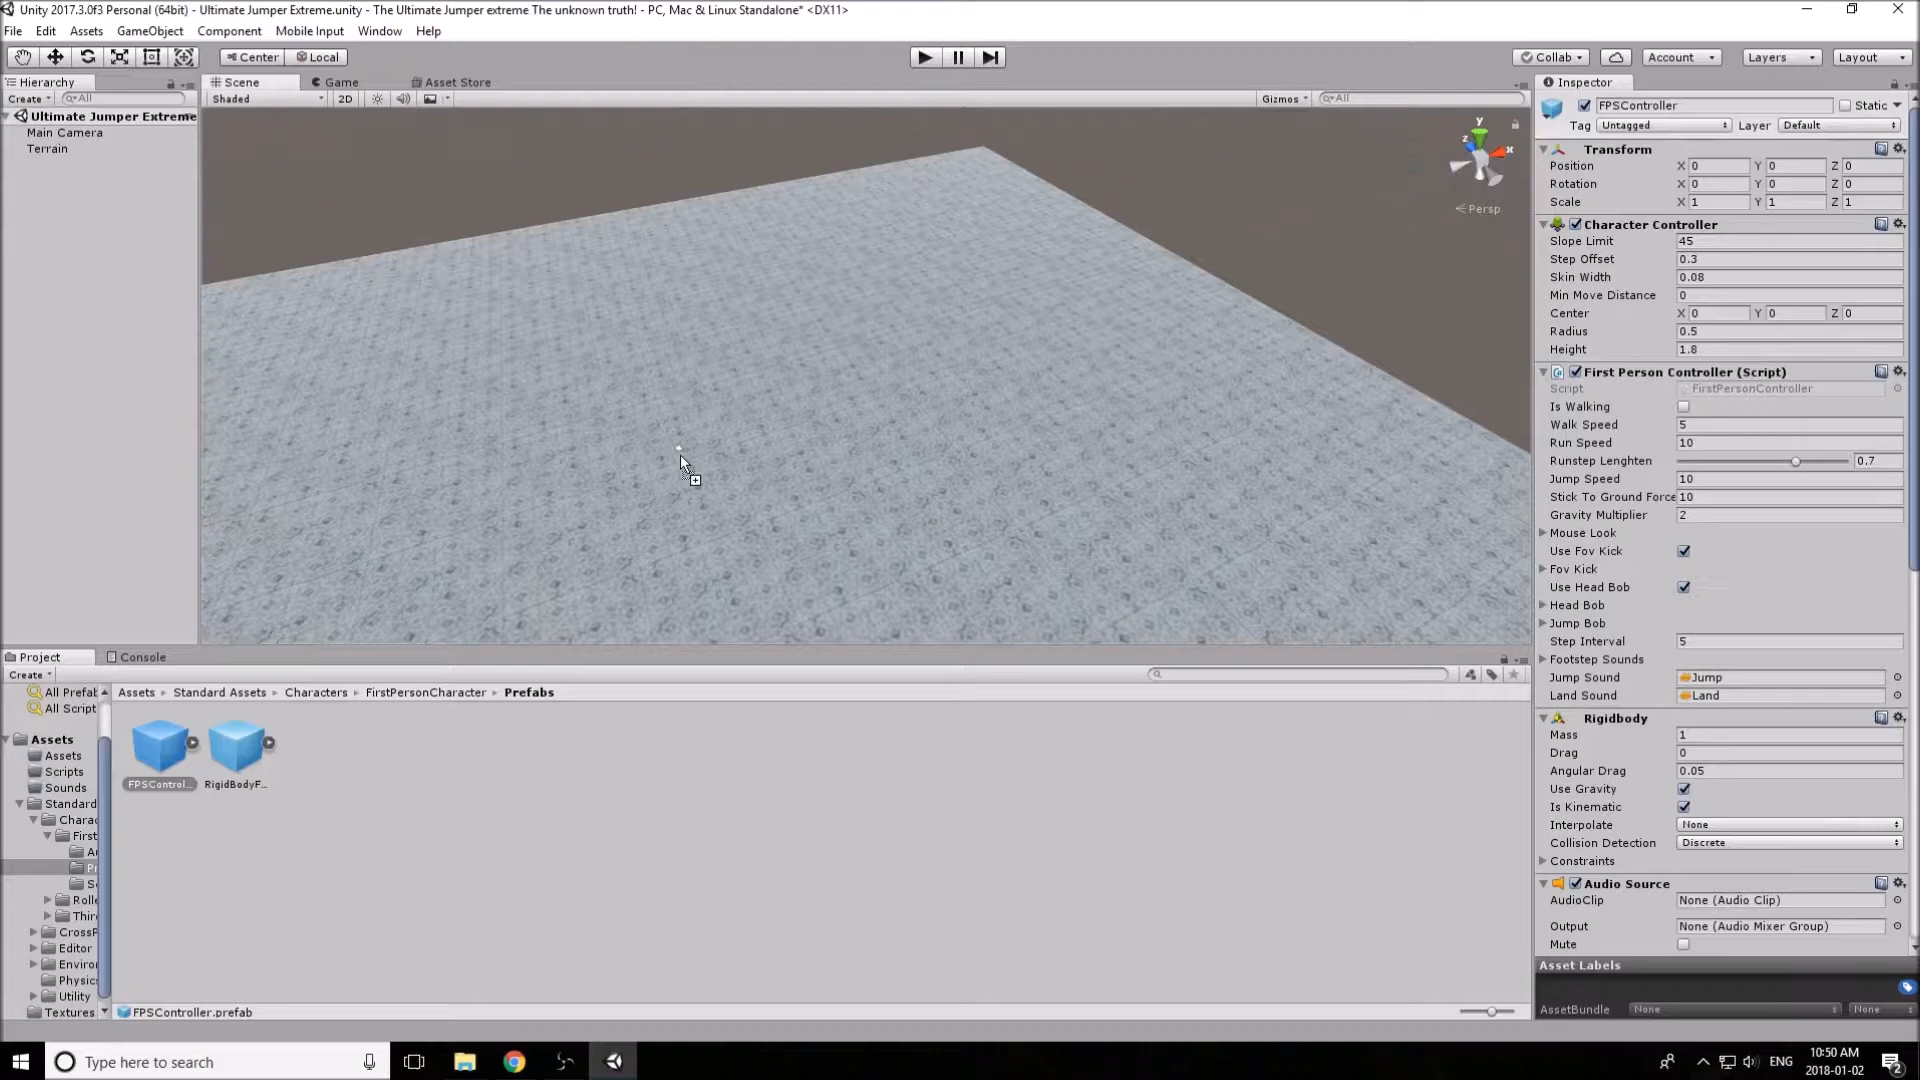 Unity 2017.3.0f3 Personal (64bit) - Ultimate Jumper Extreme.unity - The Ultimate Jumper extreme The unknown truth! - PC, Mac & Linux Standalone* <DX11>
File Edit Assets GameObject Component Mobile Input Window Help
Center Local
Collab Account Layers Layout
Hierarchy
Create All
Ultimate Jumper Extreme
Main Camera
Terrain
Scene Game Asset Store
Shaded 2D Gizmos All
y
z x
Persp
Inspector
FPSController Static
Tag Untagged Layer Default
Transform
Position X 0 Y 0 Z 0
Rotation X 0 Y 0 Z 0
Scale X 1 Y 1 Z 1
Character Controller
Slope Limit 45
Step Offset 0.3
Skin Width 0.08
Min Move Distance 0
Center X 0 Y 0 Z 0
Radius 0.5
Height 1.8
First Person Controller (Script)
Script FirstPersonController
Is Walking
Walk Speed 5
Run Speed 10
Runstep Lenghten 0.7
Jump Speed 10
Stick To Ground Force 10
Gravity Multiplier 2
Mouse Look
Use Fov Kick
Fov Kick
Use Head Bob
Head Bob
Jump Bob
Step Interval 5
Footstep Sounds
Jump Sound Jump
Land Sound Land
Rigidbody
Mass 1
Drag 0
Angular Drag 0.05
Use Gravity
Is Kinematic
Interpolate None
Collision Detection Discrete
Constraints
Audio Source
AudioClip None (Audio Clip)
Output None (Audio Mixer Group)
Mute
Asset Labels
AssetBundle None None
Project Console
Create
All Prefab
All Script
Assets
Assets
Scripts
Sounds
Standard
Charac
First
A
P
S
Rolle
Thir
CrossP
Editor
Enviro
Physic
Utility
Textures
Assets Standard Assets Characters FirstPersonCharacter Prefabs
FPSControl... RigidBodyF...
FPSController.prefab
Type here to search
ENG
10:50 AM
2018-01-02
2